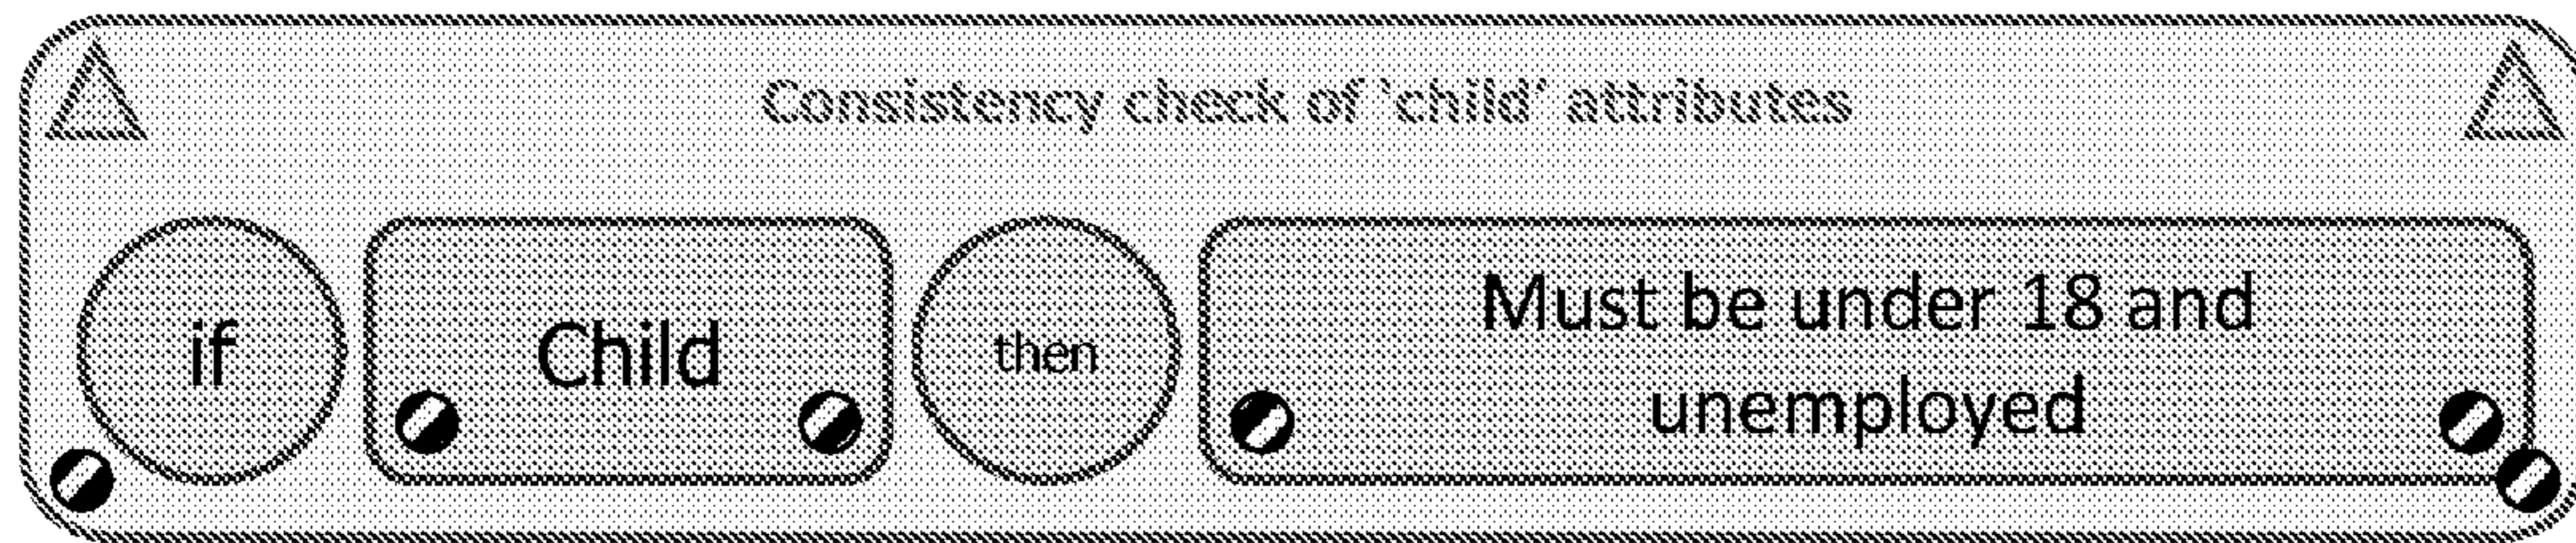 Consistency check of ‘child’ attributes
if
Child
then
Must be under 18 and
unemployed